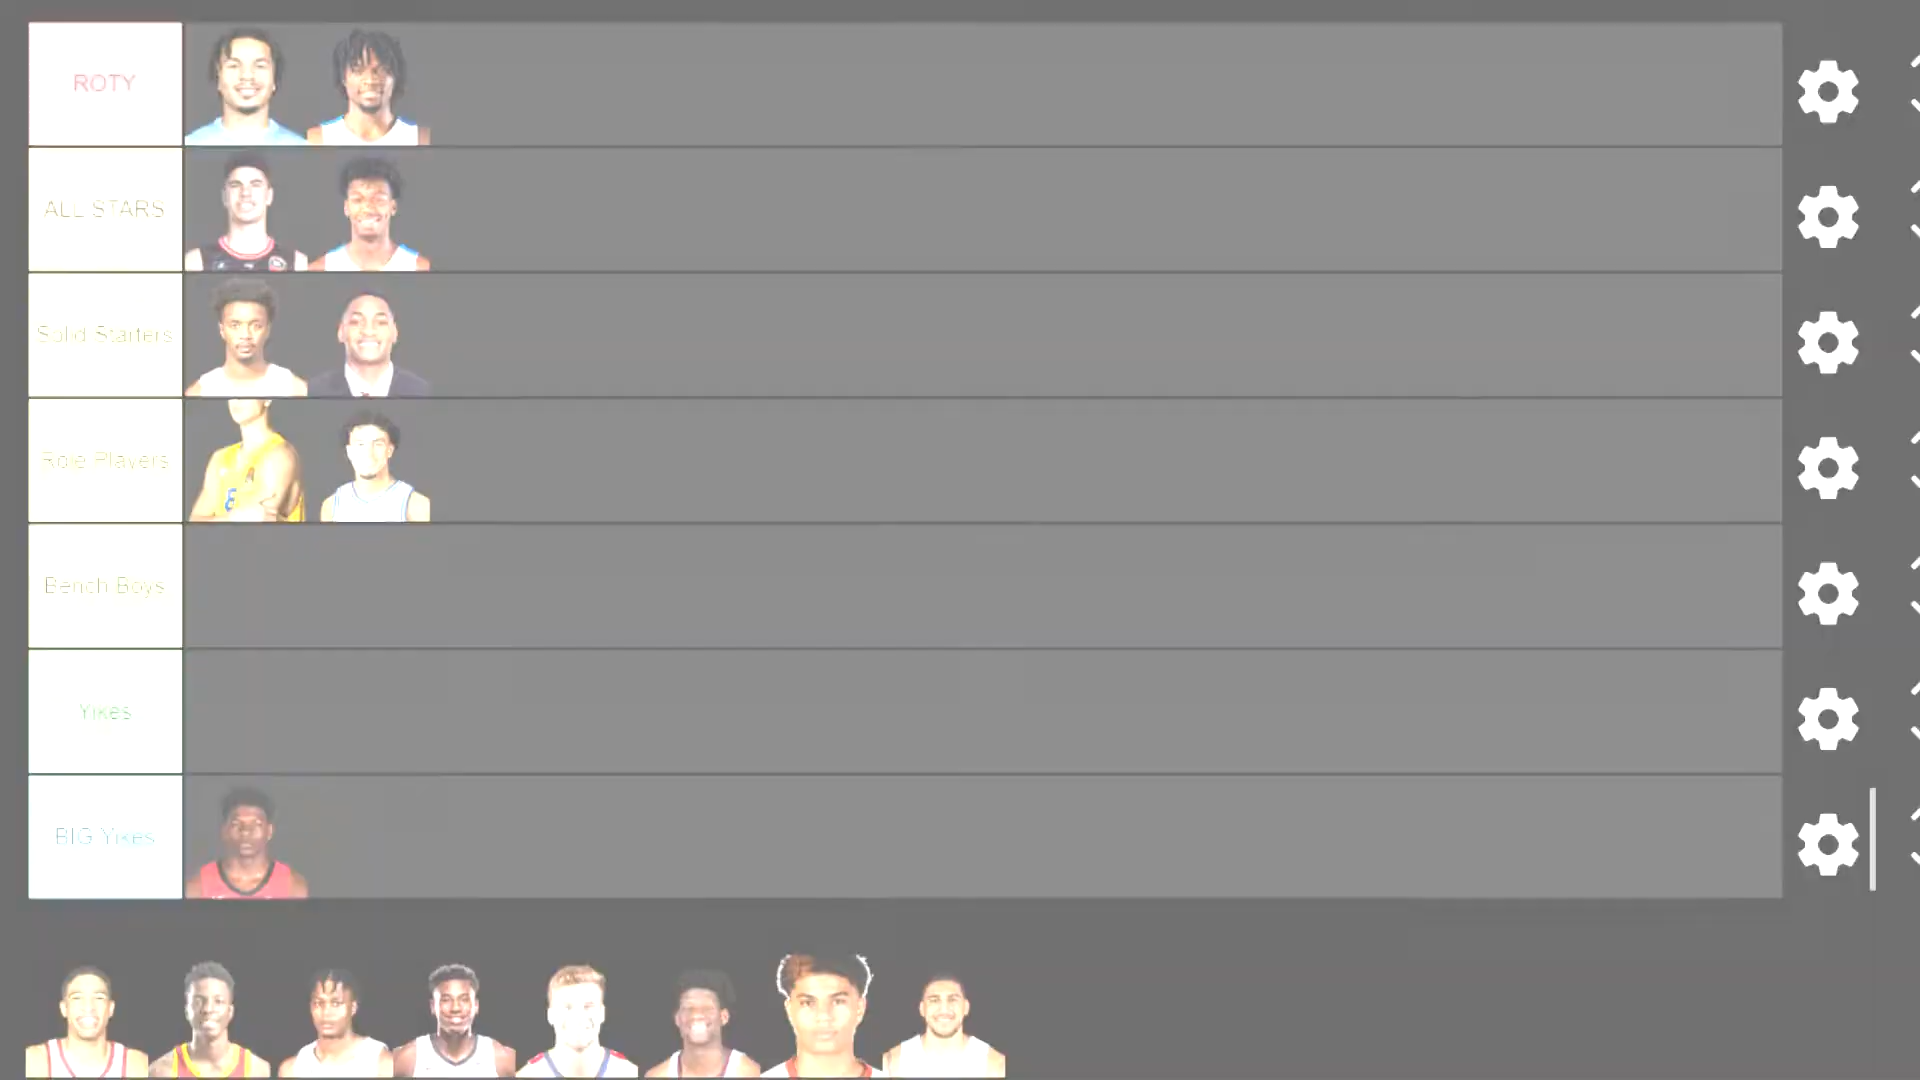 ROTY
ALL STARS
Solid Starters
Role Players
Bench Boys
Yikes
BIG Yikes